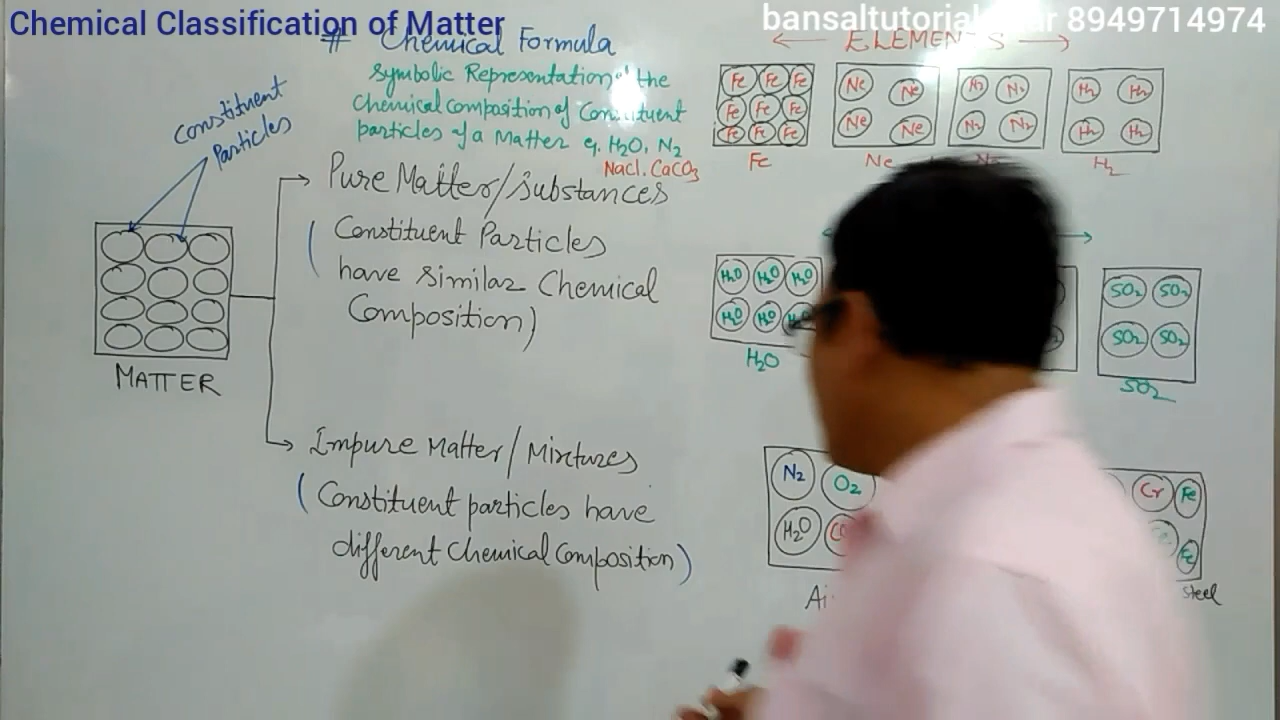 Chemical Classification of Matter
8949714974
# Chemical Formula
Symbolic Representation of the
Chemical composition of Constituent
particles of a Matter eg. H2O, N2
NaCl. CaCO3
Constituent
Particles
MATTER
Pure Matter/Substances
(Constituent Particles
have similar Chemical
Composition)
Impure Matter/Mixtures
(Constituent particles have
different Chemical Composition)
ELEMENTS
Fe Fe Fe
Fe Fe Fe
Fe Fe Fe
Fe
Ne Ne
Ne Ne
Ne
N2 N2
N2 N2
H2 H2
H2 H2
H2
H2O H2O H2O
H2O H2O H2O
H2O
SO2 SO2
SO2 SO2
SO2
N2 O2
H2O
Cr Fe
Fe
Steel